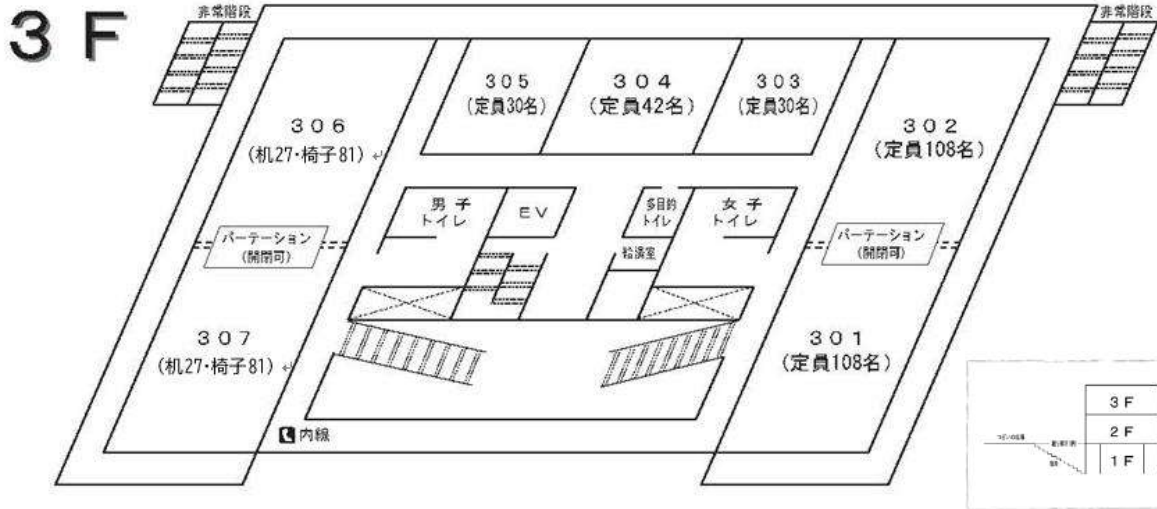 3 F
非常階段
非常階段
305
(定員30名)
304
(定員42名)
303
(定員30名)
306
(机27・椅子81)
302
(定員108名)
男子
トイレ
EV
多目的
トイレ
女子
トイレ
パーテーション
(開閉可)
給湯室
パーテーション
(開閉可)
307
(机27・椅子81)
301
(定員108名)
内線
3F
2F
1F